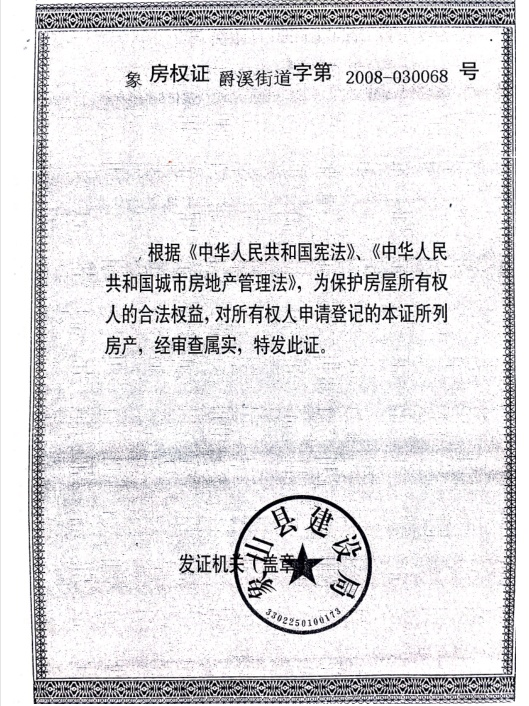 象 房权证 爵溪街道字第 2008-030068 号
根据《中华人民共和国宪法》、《中华人民
共和国城市房地产管理法》，为保护房屋所有权
人的合法权益，对所有权人申请登记的本证所列
房产，经审查属实，特发此证。
发证机关（盖章
象山县建设局
3302250100173